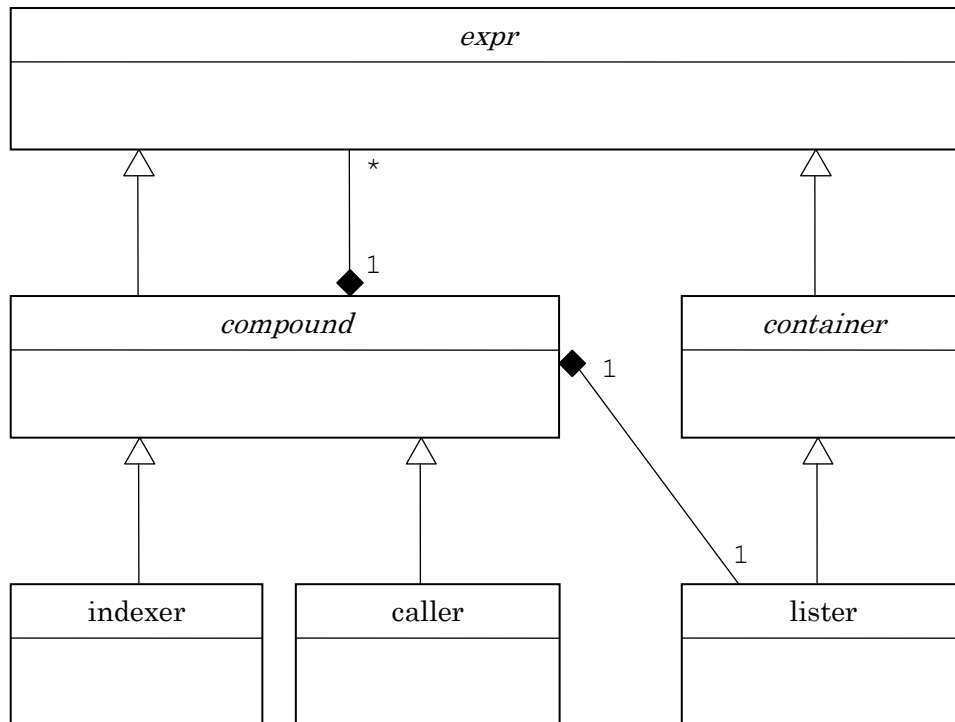 expr
*
1
compound
container
1
1
indexer
caller
lister